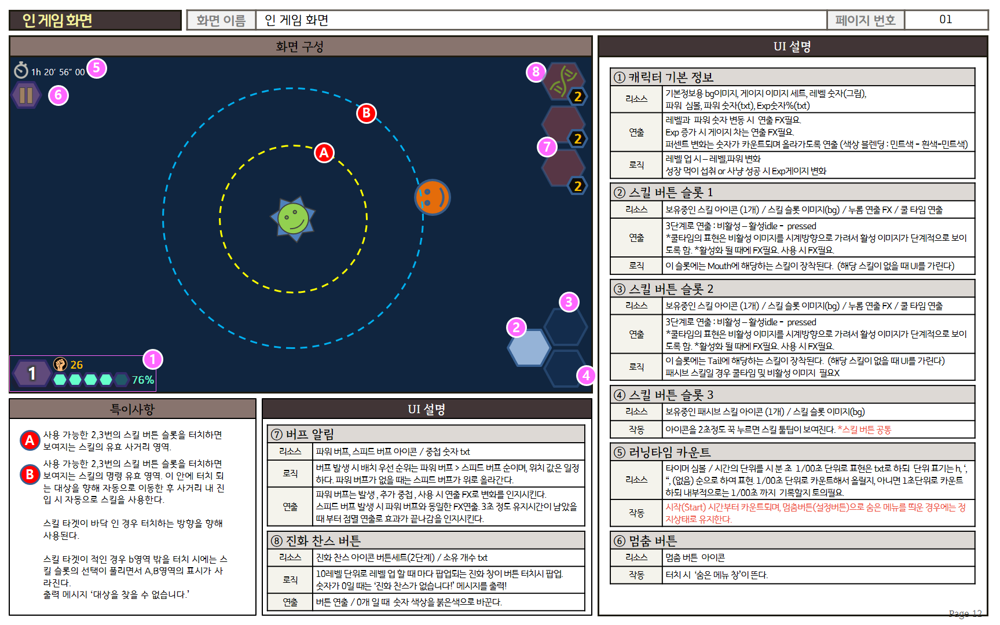 인 게임 화면
화면 이름
인 게임 화면
페이지 번호
01
화면 구성
1h 20' 56" 00
5
6
8
2
2
7
2
B
A
3
2
4
1
1
26
76%
특이사항
A
사용 가능한 2,3번의 스킬 버튼 슬롯을 터치하면
보여지는 스킬의 유효 사거리 영역.
B
사용 가능한 2,3번의 스킬 버튼 슬롯을 터치하면
보여지는 스킬의 명령 유효 영역. 이 안에 터치 되
는 대상을 향해 자동으로 이동한 후 사거리 내 진
입 시 자동으로 스킬을 사용한다.
스킬 타겟이 바닥 인 경우 터치하는 방향을 향해
사용된다.
스킬 타겟이 적인 경우 b영역 밖을 터치 시에는 스
킬 슬롯의 선택이 풀리면서 A,B영역의 표시가 사
라진다.
출력 메시지 ‘대상을 찾을 수 없습니다.’
UI 설명
⑦ 버프 알림
리소스
파워 버프, 스피드 버프 아이콘 / 중첩 숫자 txt
로직
버프 발생 시 배치 우선 순위는 파워 버프 > 스피드 버프 순이며, 위치 값은 일정
하다. 파워 버프가 없을 때는 스피드 버프가 위로 올라간다.
연출
파워 버프는 발생 , 추가 중첩 , 사용 시 연출 FX로 변화를 인지시킨다.
스피드 버프 발생 시 파워 버프와 동일한 FX연출. 3초 정도 유지시간이 남았을
때 부터 점멸 연출로 효과가 끝나감을 인지시킨다.
⑧ 진화 찬스 버튼
리소스
진화 찬스 아이콘 버튼세트(2단계) / 소유 개수 txt
로직
10레벨 단위로 레벨 업 할 때 마다 팝업되는 진화 창이 버튼 터치시 팝업.
숫자가 0일 때는 ‘진화 찬스가 없습니다!’ 메시지를 출력!
연출
버튼 연출 / 0개 일 때 숫자 색상을 붉은색으로 바꾼다.
UI 설명
① 캐릭터 기본 정보
리소스
기본정보용 bg이미지, 게이지 이미지 세트, 레벨 숫자(그림),
파워 심볼, 파워 숫자(txt), Exp숫자%(txt)
연출
레벨과 파워 숫자 변동 시 연출 FX필요.
Exp 증가 시 게이지 차는 연출 FX필요.
퍼센트 변화는 숫자가 카운트되며 올라가도록 연출 (색상 블렌딩 : 민트색 - 흰색-민트색)
로직
레벨 업 시 – 레벨,파워 변화
성장 먹이 섭취 or 사냥 성공 시 Exp게이지 변화
② 스킬 버튼 슬롯 1
리소스
보유중인 스킬 아이콘 (1개) / 스킬 슬롯 이미지(bg) / 누름 연출 FX / 쿨 타임 연출
연출
3단계로 연출 : 비활성 – 활성idle - pressed
*쿨타임의 표현은 비활성 이미지를 시계방향으로 가려서 활성 이미지가 단계적으로 보이
도록 함. *활성화 될 때에 FX필요. 사용 시 FX필요.
로직
이 슬롯에는 Mouth에 해당하는 스킬이 장착된다. (해당 스킬이 없을 때 UI를 가린다)
③ 스킬 버튼 슬롯 2
리소스
보유중인 스킬 아이콘 (1개) / 스킬 슬롯 이미지(bg) / 누름 연출 FX / 쿨 타임 연출
연출
3단계로 연출 : 비활성 – 활성idle - pressed
*쿨타임의 표현은 비활성 이미지를 시계방향으로 가려서 활성 이미지가 단계적으로 보이
도록 함. *활성화 될 때에 FX필요. 사용 시 FX필요.
로직
이 슬롯에는 Tail에 해당하는 스킬이 장착된다. (해당 스킬이 없을 때 UI를 가린다)
패시브 스킬일 경우 쿨타임 및 비활성 이미지 필요X
④ 스킬 버튼 슬롯 3
리소스
보유중인 패시브 스킬 아이콘 (1개) / 스킬 슬롯 이미지(bg)
작동
아이콘을 2초정도 꾹 누르면 스킬 툴팁이 보여진다. *스킬 버튼 공통
⑤ 러닝타임 카운트
리소스
타이머 심볼 / 시간의 단위를 시 분 초 1/00초 단위로 표현은 txt로 하되 단위 표기는 h, ‘,
“, (없음) 순으로 하여 표현. 1/00초 단위로 카운트해서 올릴지, 아니면 1초단위로 카운트
하되 내부적으로는 1/00초 까지 기록할지 토의필요.
작동
시작(Start) 시간부터 카운트되며, 멈춤버튼(설정버튼)으로 숨은 메뉴를 띄운 경우에는 정
지상태로 유지한다.
⑥ 멈춤 버튼
리소스
멈춤 버튼 아이콘
작동
터치 시 ‘숨은 메뉴 창’이 뜬다.
Page 12